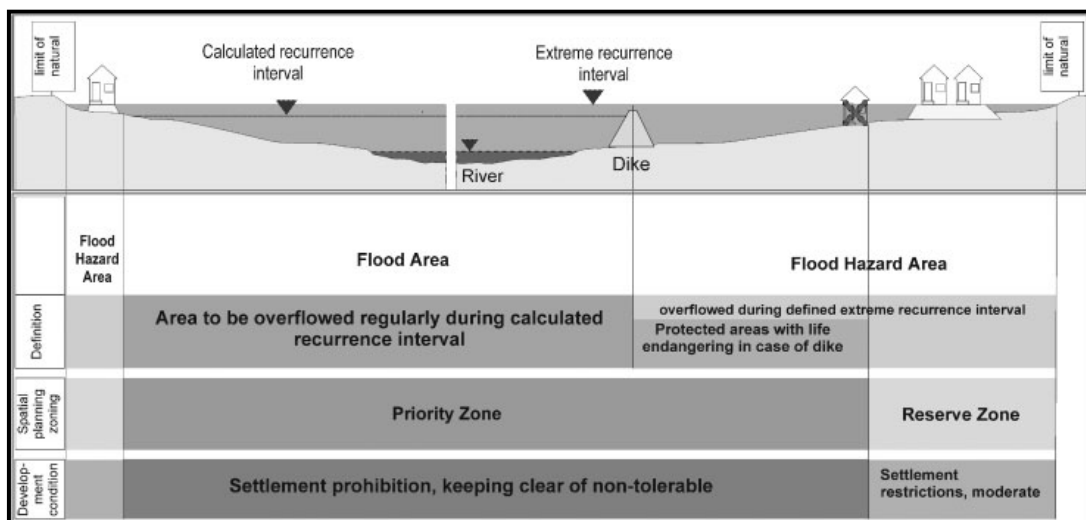 limit of
natural
Calculated recurrence
interval
Extreme recurrence
interval
limit of
natural
River
Dike
Flood
Hazard
Area
Flood Area
Flood Hazard Area
Definition
Area to be overflowed regularly during calculated
recurrence interval
overflowed during defined extreme recurrence interval
Protected areas with life
endangering in case of dike
Spatial
planning
zoning
Priority Zone
Reserve Zone
Develop-
ment
condition
Settlement prohibition, keeping clear of non-tolerable
Settlement
restrictions, moderate